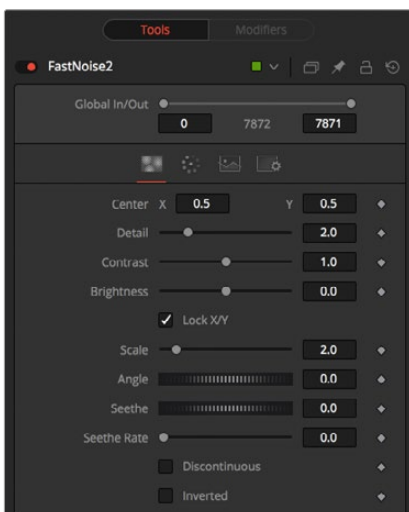 Tools Modifiers
FastNoise2
Global In/Out
0 7872 7871
Center X 0.5 Y 0.5
Detail 2.0
Contrast 1.0
Brightness 0.0
Lock X/Y
Scale 2.0
Angle 0.0
Seethe 0.0
Seethe Rate 0.0
Discontinuous
Inverted